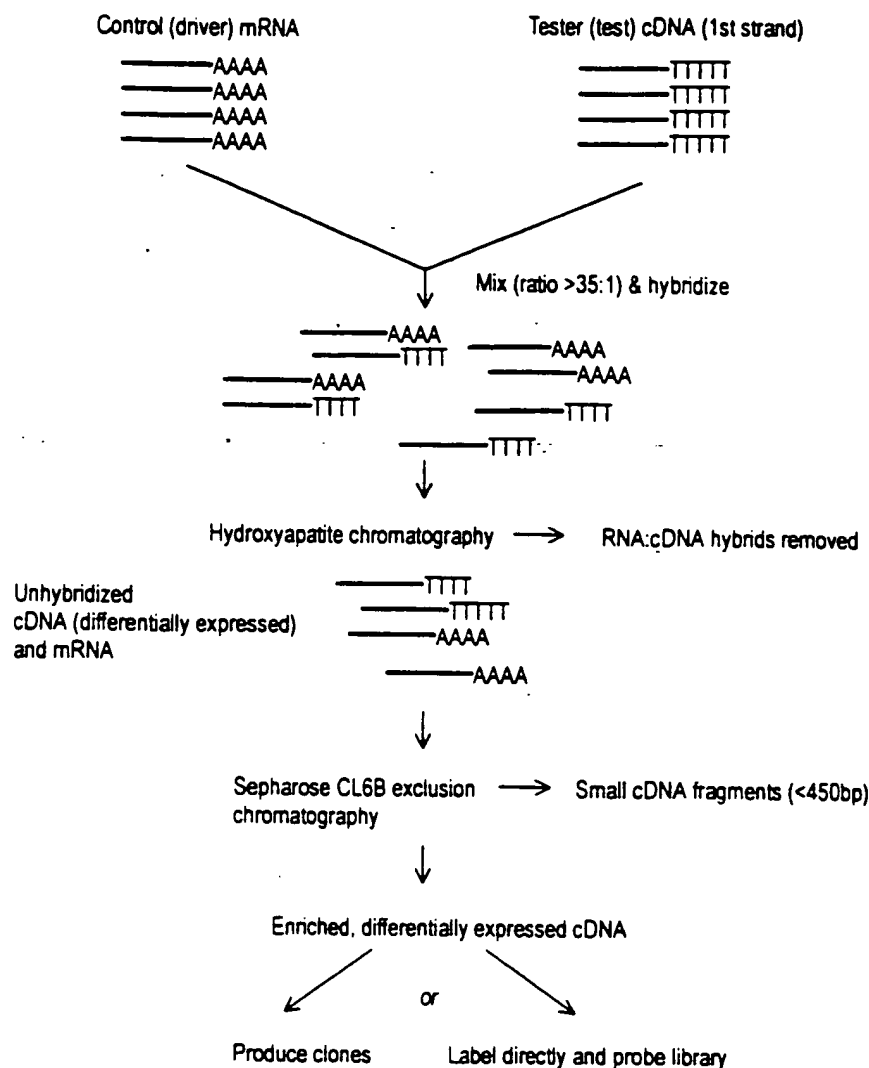 Control (driver) mRNA
Tester (test) cDNA (1st strand)
AAAA
TTTTT
AAAA
TTTTT
AAAA
TTTTT
AAAA
TTTTT
Mix (ratio >35:1) & hybridize
AAAA
TTTT
AAAA
AAAA
AAAA
TTTT
TTTT
TTTT
Hydroxyapatite chromatography
RNA:cDNA hybrids removed
Unhybridized
cDNA (differentially expressed)
and mRNA
TTTT
TTTTT
AAAA
AAAA
Sepharose CL6B exclusion
chromatography
Small cDNA fragments (<450bp)
Enriched, differentially expressed cDNA
or
Produce clones
Label directly and probe library